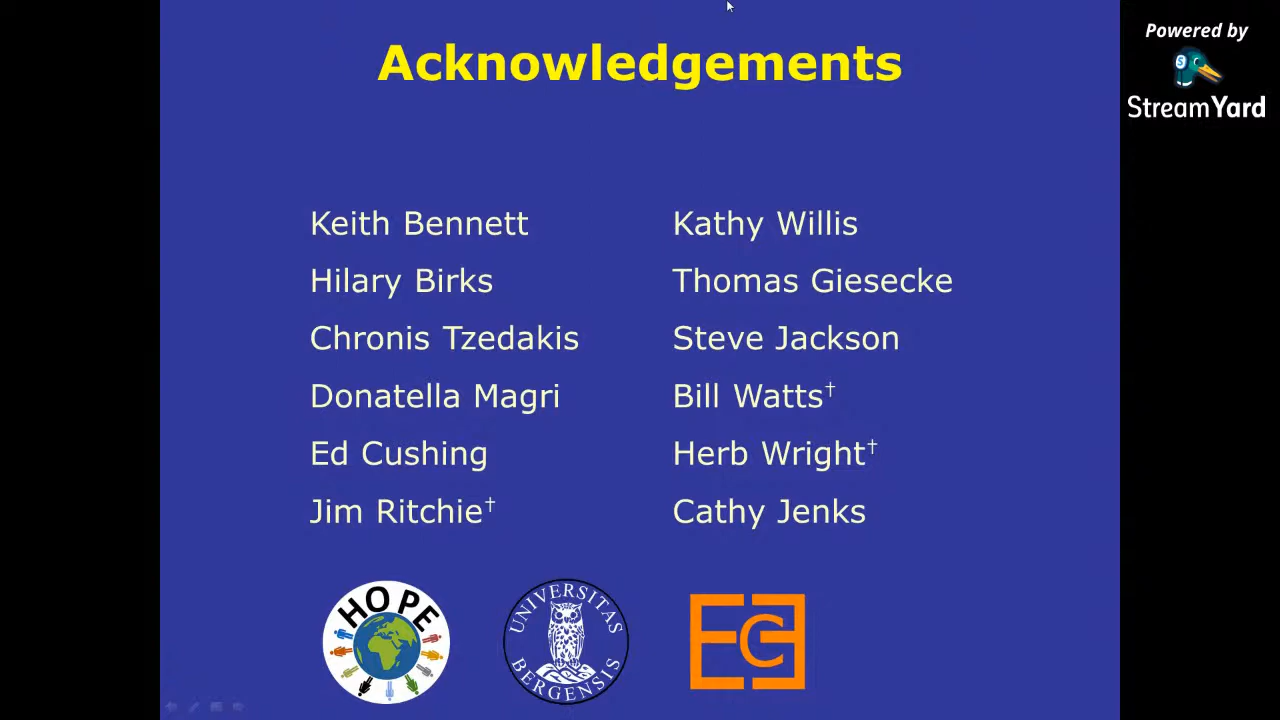 Acknowledgements
Powered by
StreamYard
Keith Bennett
Hilary Birks
Chronis Tzedakis
Donatella Magri
Ed Cushing
Jim Ritchie†
Kathy Willis
Thomas Giesecke
Steve Jackson
Bill Watts†
Herb Wright†
Cathy Jenks
HOPE
UNIVERSITAS
BERGENSIS
EC